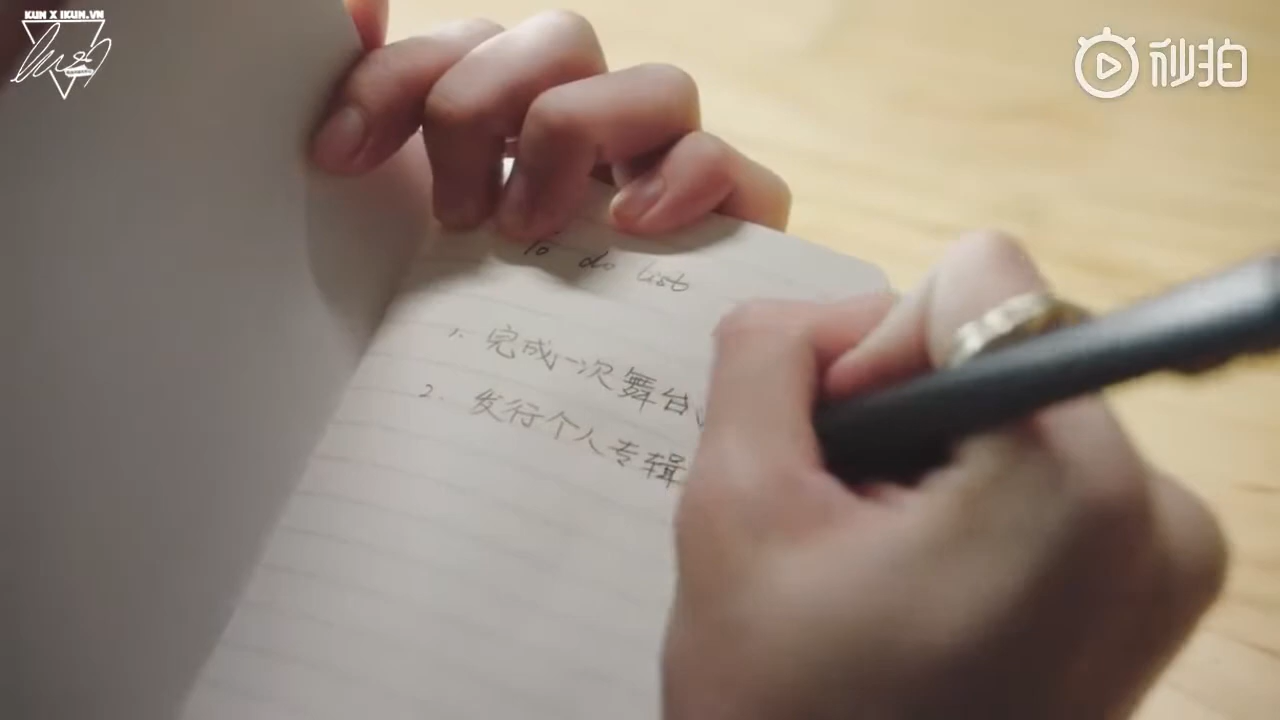 KUN X IKUN.VN
秒拍
To do list
1. 完成一次舞台
2. 发行个人专辑